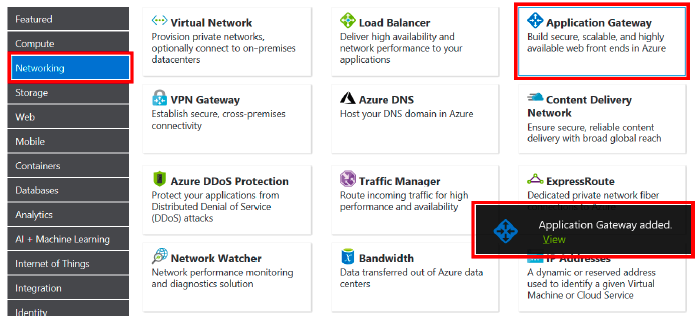 Featured
Compute
Networking
Storage
Web
Mobile
Containers
Databases
Analytics
AI + Machine Learning
Internet of Things
Integration
Identity
Virtual Network
Provision private networks,
optionally connect to on-premises
datacenters
Load Balancer
Deliver high availability and
network performance to your
applications
Application Gateway
Build secure, scalable, and highly
available web front ends in Azure
VPN Gateway
Establish secure, cross-premises
connectivity
Azure DNS
Host your DNS domain in Azure
Content Delivery
Network
Ensure secure, reliable content
delivery with broad global reach
Azure DDoS Protection
Protect your applications from
Distributed Denial of Service
(DDoS) attacks
Traffic Manager
Route incoming traffic for high
performance and availability
ExpressRoute
Dedicated private network fiber
Application Gateway added.
View
Network Watcher
Network performance monitoring
and diagnostics solution
Bandwidth
Data transferred out of Azure data
centers
IP Addresses
A dynamic or reserved address
used to identify a given Virtual
Machine or Cloud Service